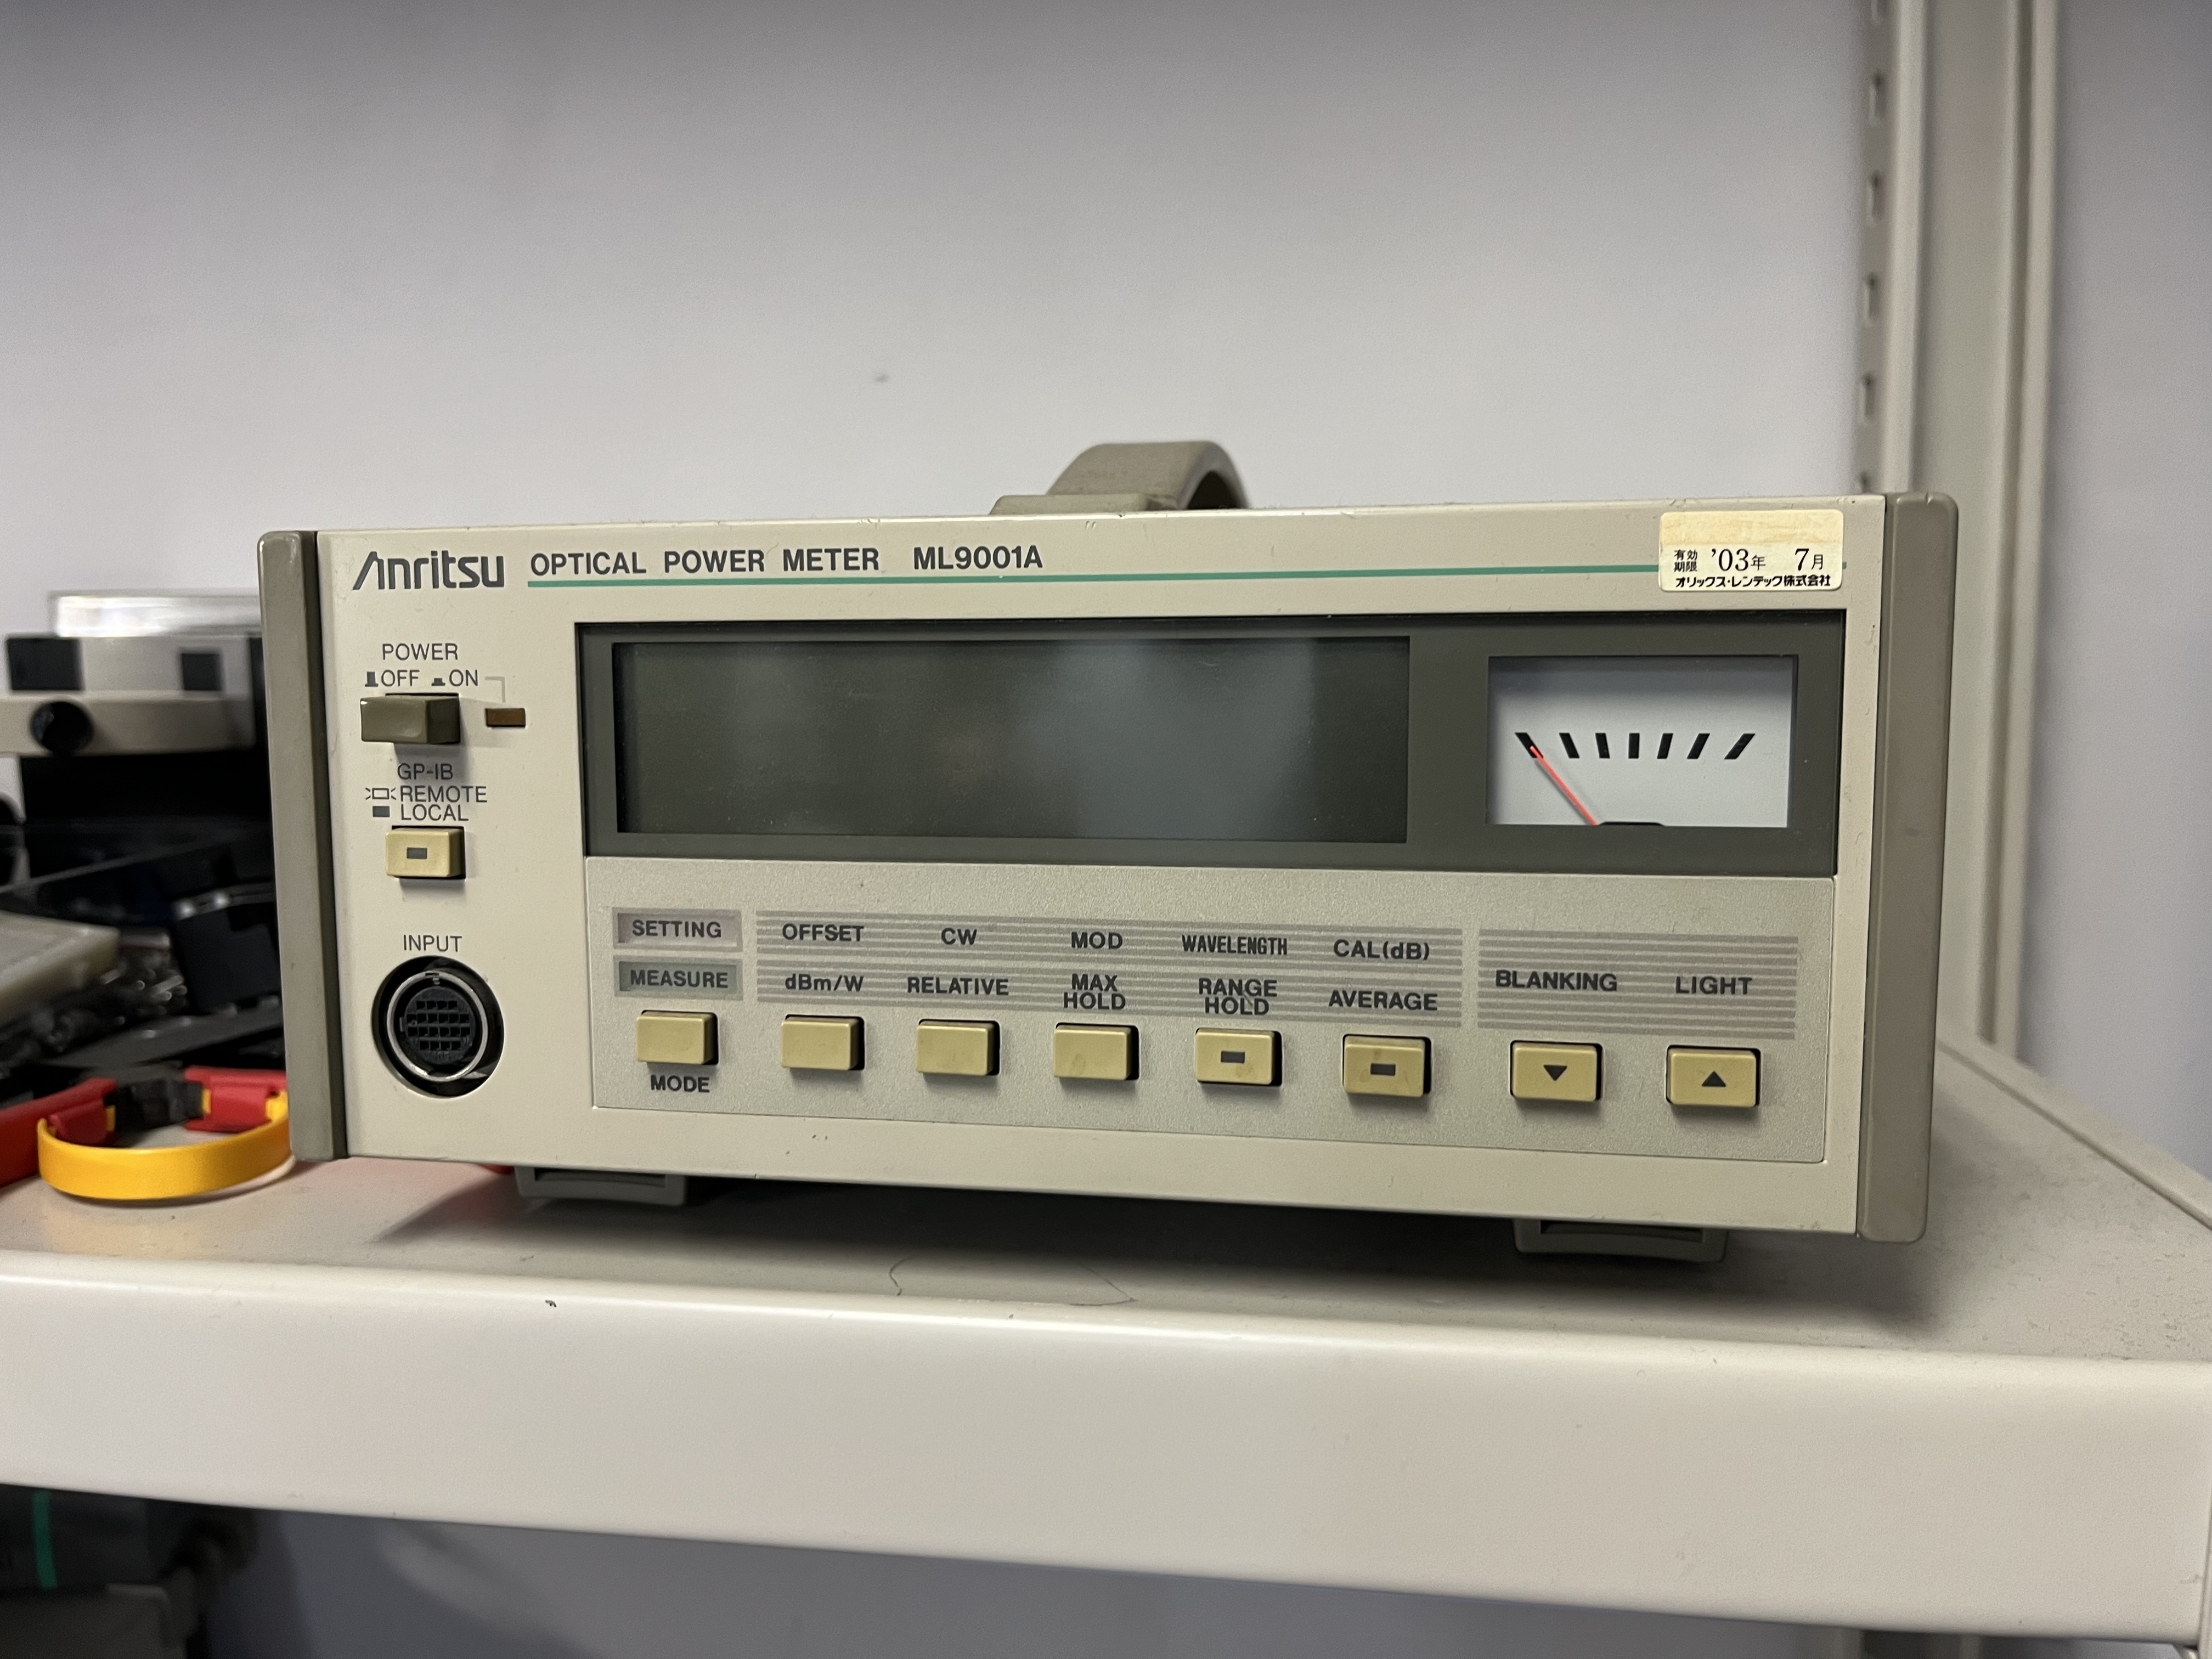 Anritsu OPTICAL POWER METER ML9001A
有効期限 '03年 7月
オリックス・レンテック株式会社
POWER
OFF ON
GP-IB
REMOTE
LOCAL
INPUT
SETTING OFFSET CW MOD WAVELENGTH CAL(dB)
MEASURE dBm/W RELATIVE MAX HOLD RANGE HOLD AVERAGE BLANKING LIGHT
MODE